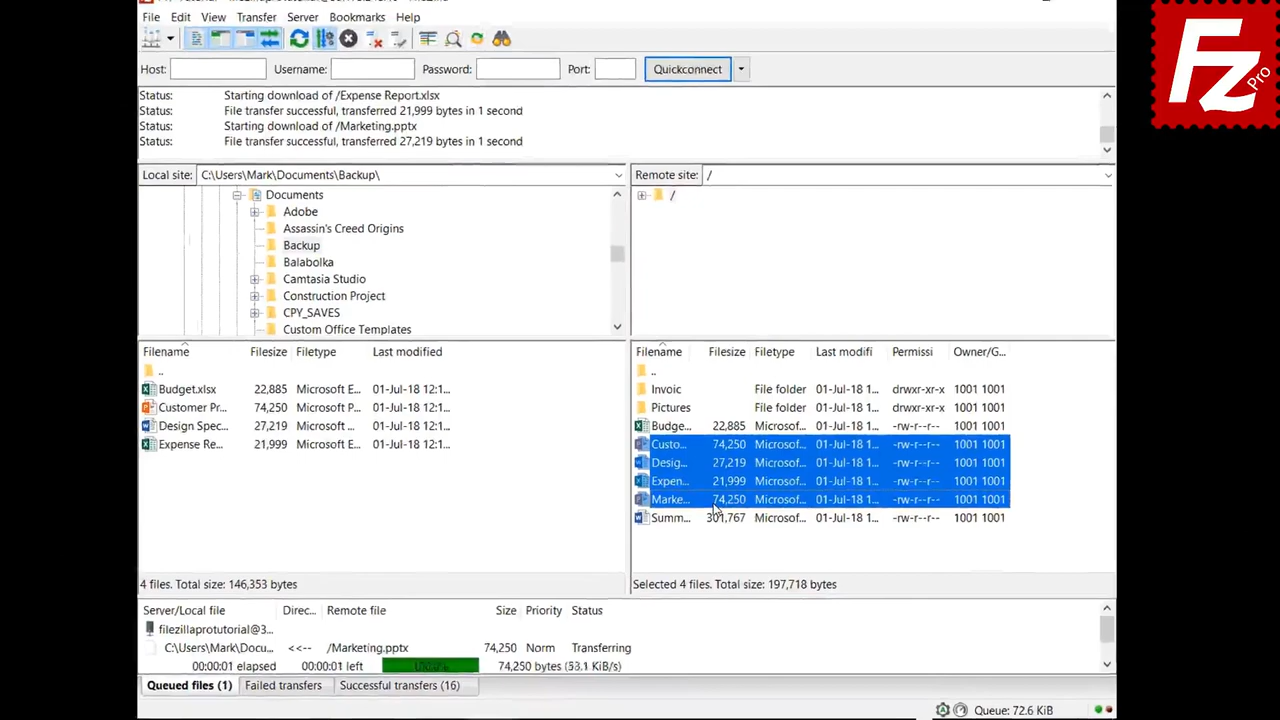 File Edit View Transfer Server Bookmarks Help
Host: Username: Password: Port: Quickconnect
Status: Starting download of /Expense Report.xlsx
Status: File transfer successful, transferred 21,999 bytes in 1 second
Status: Starting download of /Marketing.pptx
Status: File transfer successful, transferred 27,219 bytes in 1 second
Local site: C:\Users\Mark\Documents\Backup\
Documents
Adobe
Assassin's Creed Origins
Backup
Balabolka
Camtasia Studio
Construction Project
CPY_SAVES
Custom Office Templates
Remote site: /
/
Filename Filesize Filetype Last modified
..
Budget.xlsx 22,885 Microsoft E... 01-Jul-18 12:1...
Customer Pr... 74,250 Microsoft P... 01-Jul-18 12:1...
Design Spec... 27,219 Microsoft ... 01-Jul-18 12:1...
Expense Re... 21,999 Microsoft E... 01-Jul-18 12:1...
4 files. Total size: 146,353 bytes
Filename Filesize Filetype Last modifi Permissi Owner/G...
..
Invoic File folder 01-Jul-18 1... drwxr-xr-x 1001 1001
Pictures File folder 01-Jul-18 1... drwxr-xr-x 1001 1001
Budge... 22,885 Microsof... 01-Jul-18 1... -rw-r--r-- 1001 1001
Custo... 74,250 Microsof... 01-Jul-18 1... -rw-r--r-- 1001 1001
Desig... 27,219 Microsof... 01-Jul-18 1... -rw-r--r-- 1001 1001
Expen... 21,999 Microsof... 01-Jul-18 1... -rw-r--r-- 1001 1001
Marke... 74,250 Microsof... 01-Jul-18 1... -rw-r--r-- 1001 1001
Summ... 301,767 Microsof... 01-Jul-18 1... -rw-r--r-- 1001 1001
Selected 4 files. Total size: 197,718 bytes
Server/Local file Direc... Remote file Size Priority Status
filezillaprotutorial@3...
C:\Users\Mark\Docu... <<-- /Marketing.pptx 74,250 Norm Transferring
00:00:01 elapsed 00:00:01 left 100.0% 74,250 bytes
Queued files (1) Failed transfers Successful transfers (16)
Queue: 72.6 KiB
Fz Pro